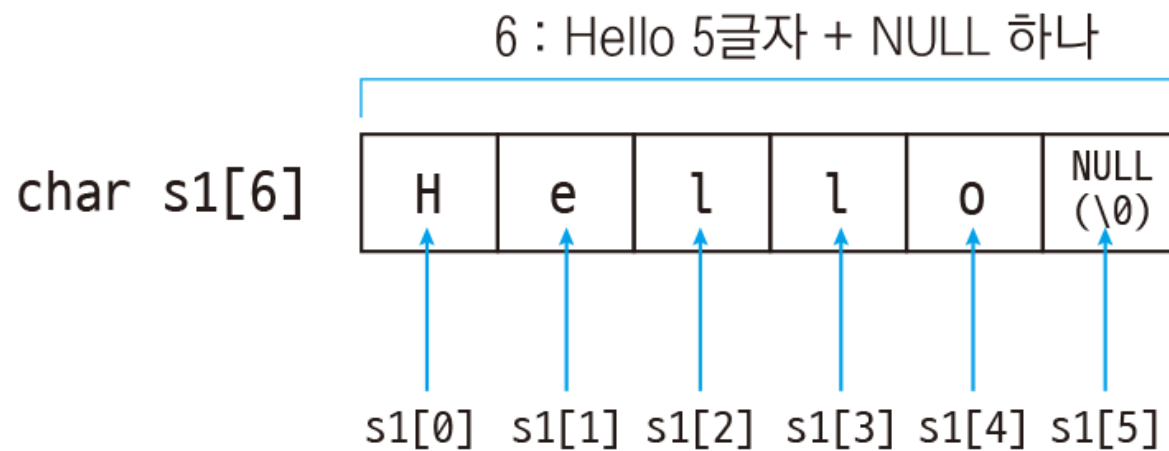 6 : Hello 5글자 + NULL 하나
char s1[6] H e l l o NULL
(\0)
s1[0] s1[1] s1[2] s1[3] s1[4] s1[5]